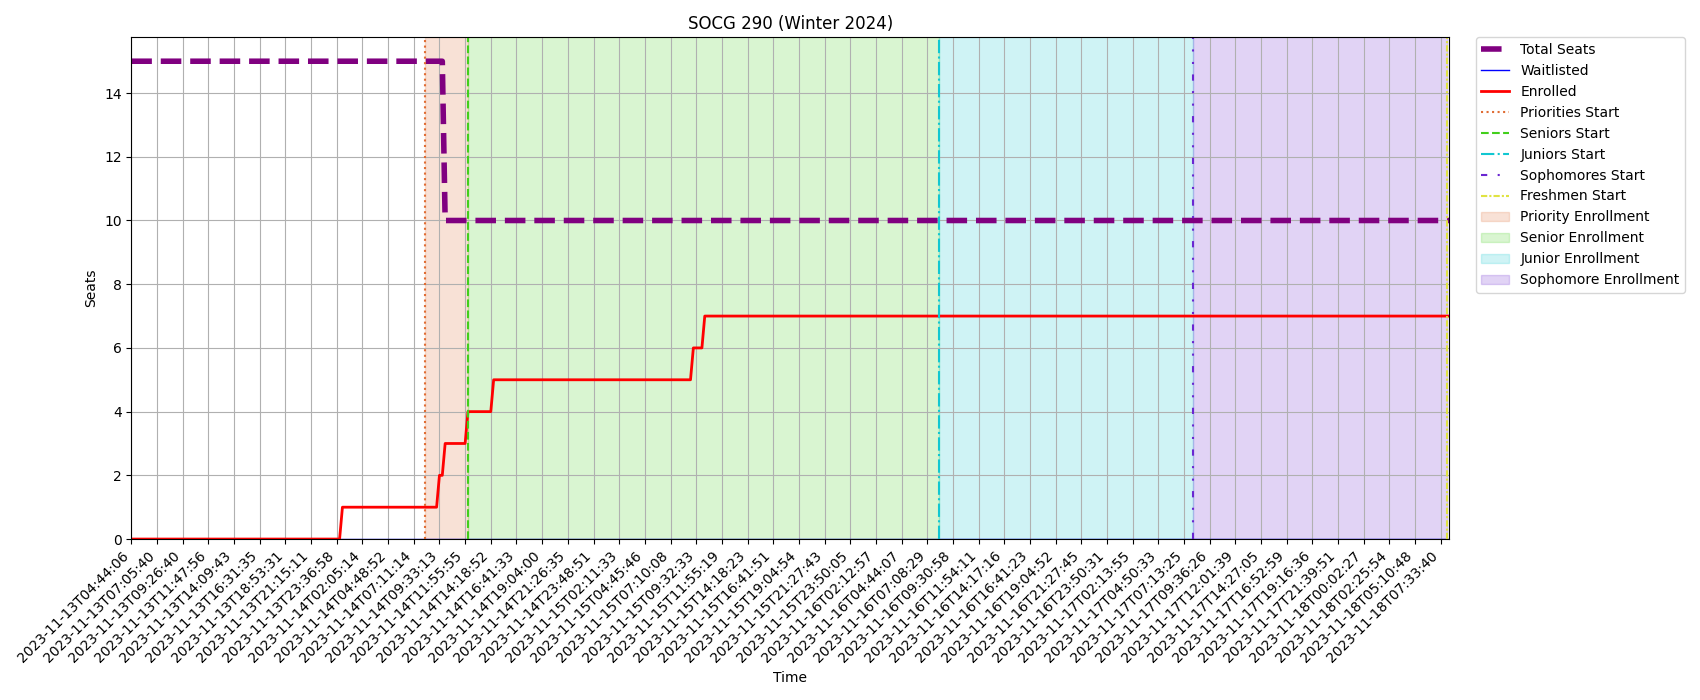 SOCG 290 (Winter 2024)
Seats
14
12
10
8
6
4
2
0
2023-11-13T04:44:06
2023-11-13T07:05:40
2023-11-13T09:26:40
2023-11-13T11:47:56
2023-11-13T14:09:43
2023-11-13T16:31:35
2023-11-13T18:53:31
2023-11-13T21:15:11
2023-11-13T23:36:58
2023-11-14T02:05:14
2023-11-14T04:48:52
2023-11-14T07:11:14
2023-11-14T09:33:13
2023-11-14T11:55:55
2023-11-14T14:18:52
2023-11-14T16:41:33
2023-11-14T19:04:00
2023-11-14T21:26:35
2023-11-14T23:48:51
2023-11-15T02:11:33
2023-11-15T04:45:46
2023-11-15T07:10:08
2023-11-15T09:32:33
2023-11-15T11:55:19
2023-11-15T14:18:23
2023-11-15T16:41:51
2023-11-15T19:04:54
2023-11-15T21:27:43
2023-11-15T23:50:05
2023-11-16T02:12:57
2023-11-16T04:44:07
2023-11-16T07:08:29
2023-11-16T09:30:58
2023-11-16T11:54:11
2023-11-16T14:17:16
2023-11-16T16:41:23
2023-11-16T19:04:52
2023-11-16T21:27:45
2023-11-16T23:50:31
2023-11-17T02:13:55
2023-11-17T04:50:33
2023-11-17T07:13:25
2023-11-17T09:36:26
2023-11-17T12:01:39
2023-11-17T14:27:05
2023-11-17T16:52:59
2023-11-17T19:16:36
2023-11-17T21:39:51
2023-11-18T00:02:27
2023-11-18T02:25:54
2023-11-18T05:10:48
2023-11-18T07:33:40
Time
Total Seats
Waitlisted
Enrolled
Priorities Start
Seniors Start
Juniors Start
Sophomores Start
Freshmen Start
Priority Enrollment
Senior Enrollment
Junior Enrollment
Sophomore Enrollment